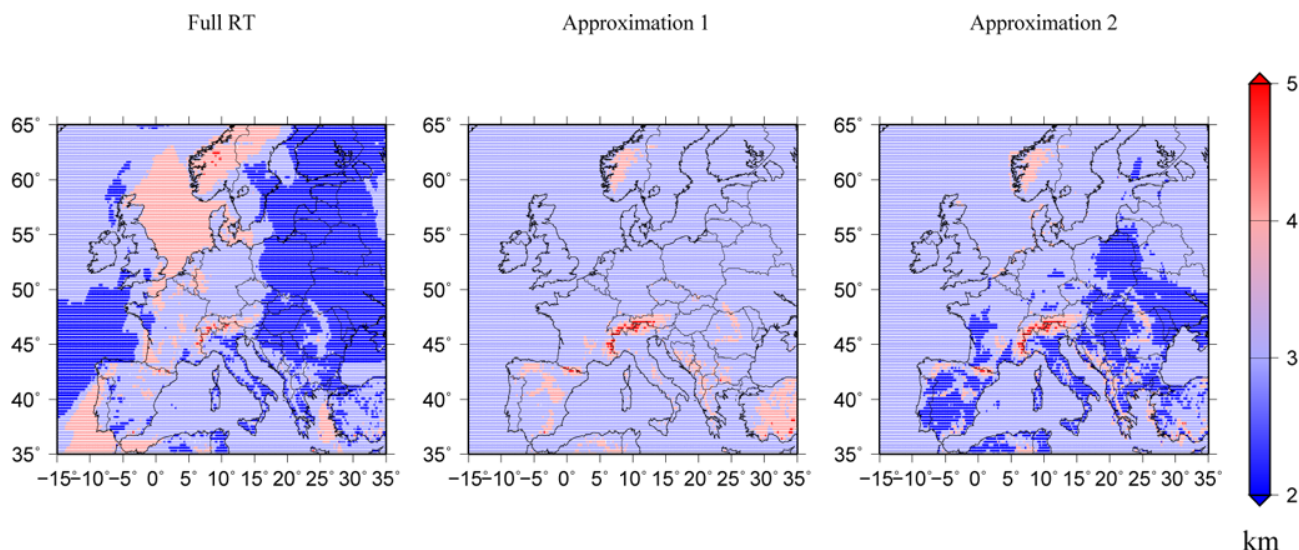 Full RT Approximation 1 Approximation 2
65° 65° 65° 5
60° 60° 60°
55° 55° 55° 4
50° 50° 50°
45° 45° 45° 3
40° 40° 40°
35° 35° 35° 2
−15−10−5 0 5 10 15 20 25 30 35° −15−10−5 0 5 10 15 20 25 30 35° −15−10−5 0 5 10 15 20 25 30 35°
km